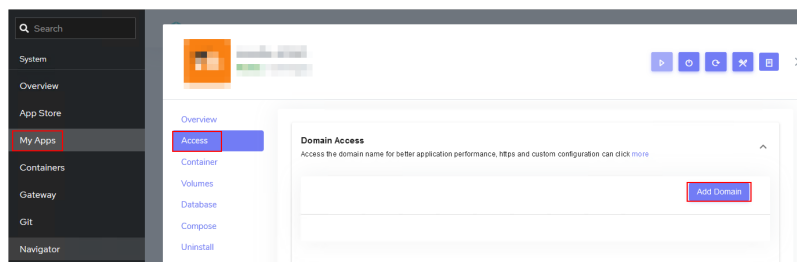 Search
System
Overview
App Store
My Apps
Containers
Gateway
Git
Navigator
Overview
Access
Container
Volumes
Database
Compose
Uninstall
Domain Access
Access the domain name for better application performance, https and custom configuration can click more
Add Domain